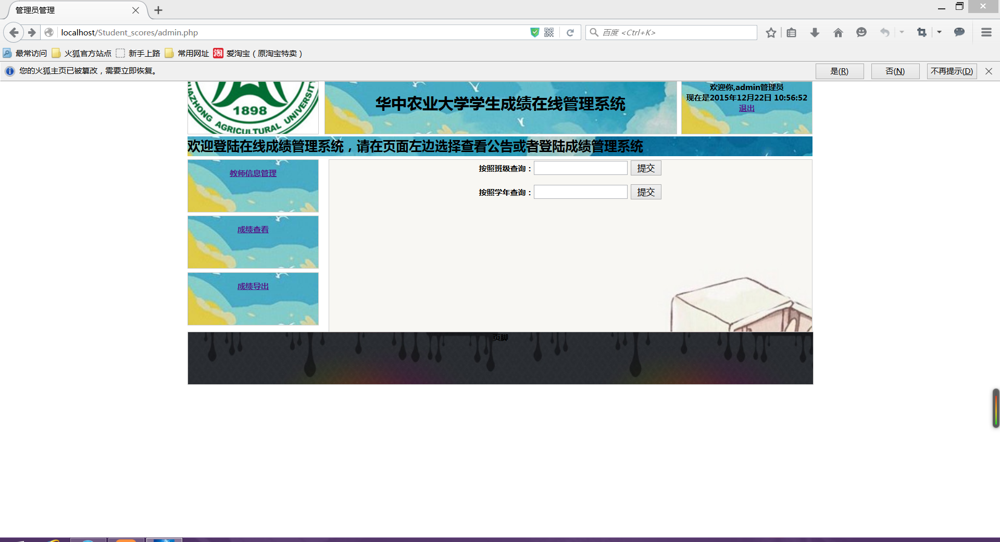 管理员管理
localhost/Student_scores/admin.php
百度 <Ctrl+K>
最常访问 火狐官方站点 新手上路 常用网址 淘 爱淘宝（原淘宝特卖）
您的火狐主页已被篡改，需要立即恢复。 是(R) 否(N) 不再提示(D)
1898
AGRICULTURAL UNIVERSITY
华中农业大学学生成绩在线管理系统
欢迎你,admin管理员
现在是2015年12月22日 10:56:52
退出
欢迎登陆在线成绩管理系统，请在页面左边选择查看公告或者登陆成绩管理系统
教师信息管理
成绩查看
成绩导出
按照班级查询： 提交
按照学年查询： 提交
页脚